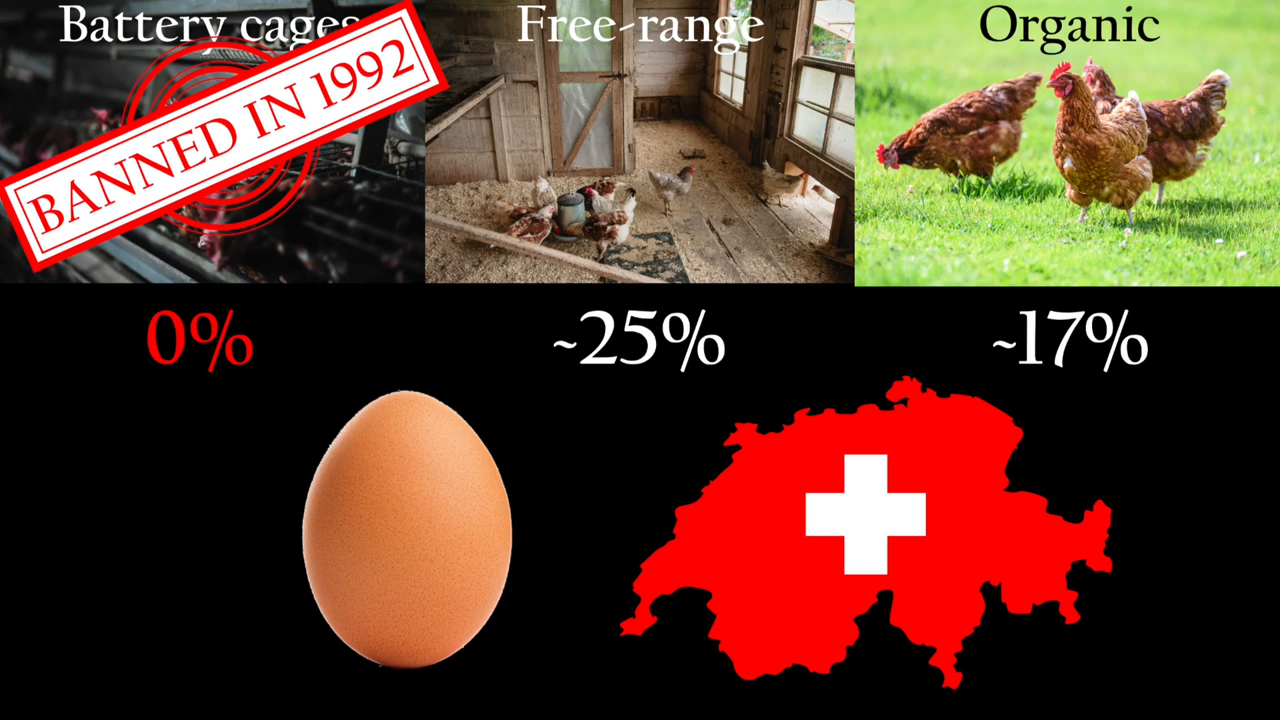 Battery cages
Free-range
Organic
BANNED IN 1992
0%
~25%
~17%